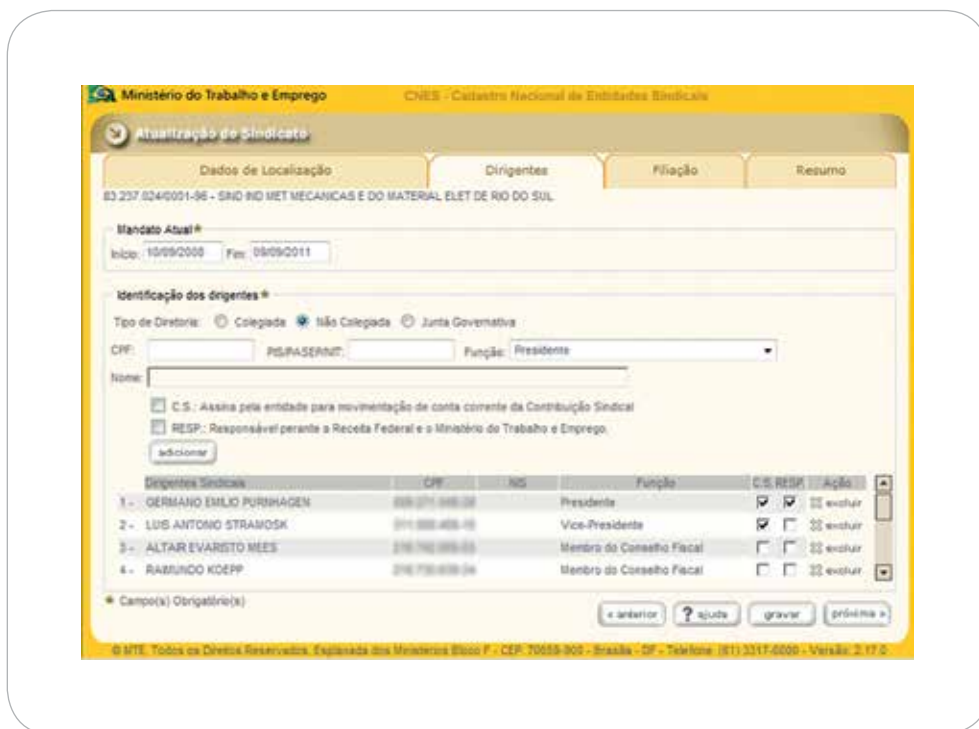 Ministério do Trabalho e Emprego CNES - Cadastro Nacional de Entidades Sindicais
Atualização do Sindicato
Dados de Localização Dirigentes Filiação Resumo
83.237.024/0001-96 - SIND IND MET MECANICAS E DO MATERIAL ELET DE RIO DO SUL
Mandato Atual*
Início: 10/09/2008 Fim: 09/09/2011
Identificação dos dirigentes *
Tipo de Diretoria: Colegiada Não Colegiada Junta Governativa
CPF: PIS/PASEP/NIT: Função: Presidente
Nome:
C.S.: Assina pela entidade para movimentação de conta corrente da Contribuição Sindical
RESP.: Responsável perante a Receita Federal e o Ministério do Trabalho e Emprego.
adicionar
Dirigentes Sindicais CPF NIS Função C.S. RESP. Ação
1 - GERMANO EMILIO PURNHAGEN Presidente excluir
2 - LUIS ANTONIO STRAMOSK Vice-Presidente excluir
3 - ALTAIR EVARISTO MEES Membro do Conselho Fiscal excluir
4 - RAIMUNDO KOEPP Membro do Conselho Fiscal excluir
* Campo(s) Obrigatório(s)
« anterior ? ajuda gravar próxima »
© MTE. Todos os Direitos Reservados. Esplanada dos Ministérios Bloco F - CEP: 70059-900 - Brasília - DF - Telefone: (61) 3317-6000 - Versão: 2.17.0